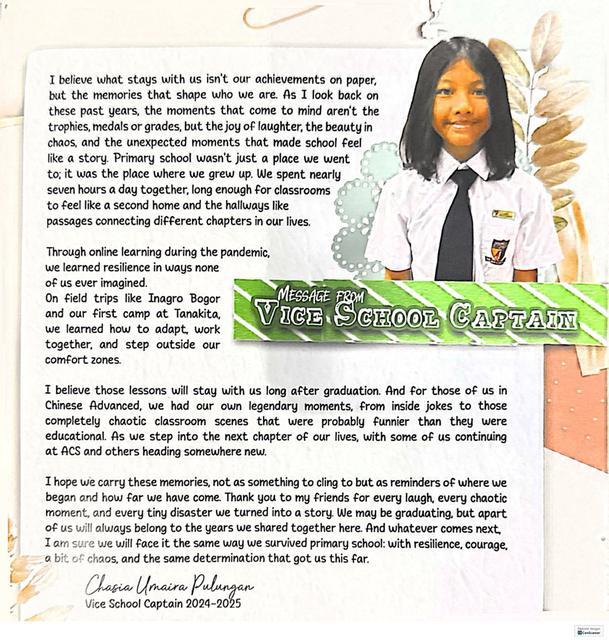 I believe what stays with us isn't our achievements on paper,
but the memories that shape who we are. As I look back on
these past years, the moments that come to mind aren't the
trophies, medals or grades, but the joy of laughter, the beauty in
chaos, and the unexpected moments that made school feel
like a story. Primary school wasn't just a place we went
to; it was the place where we grew up. We spent nearly
seven hours a day together, long enough for classrooms
to feel like a second home and the hallways like
passages connecting different chapters in our lives.
Through online learning during the pandemic,
we learned resilience in ways none
of us ever imagined.
On field trips like Inagro Bogor
and our first camp at Tanakita,
we learned how to adapt, work
together, and step outside our
comfort zones.
MESSAGE FROM
VICE SCHOOL CAPTAIN
I believe those lessons will stay with us long after graduation. And for those of us in
Chinese Advanced, we had our own legendary moments, from inside jokes to those
completely chaotic classroom scenes that were probably funnier than they were
educational. As we step into the next chapter of our lives, with some of us continuing
at ACS and others heading somewhere new.
I hope we carry these memories, not as something to cling to but as reminders of where we
began and how far we have come. Thank you to my friends for every laugh, every chaotic
moment, and every tiny disaster we turned into a story. We may be graduating, but apart
of us will always belong to the years we shared together here. And whatever comes next,
I am sure we will face it the same way we survived primary school: with resilience, courage,
a bit of chaos, and the same determination that got us this far.
Chasia Umaira Pulungan
Vice School Captain 2024-2025
CamScanner